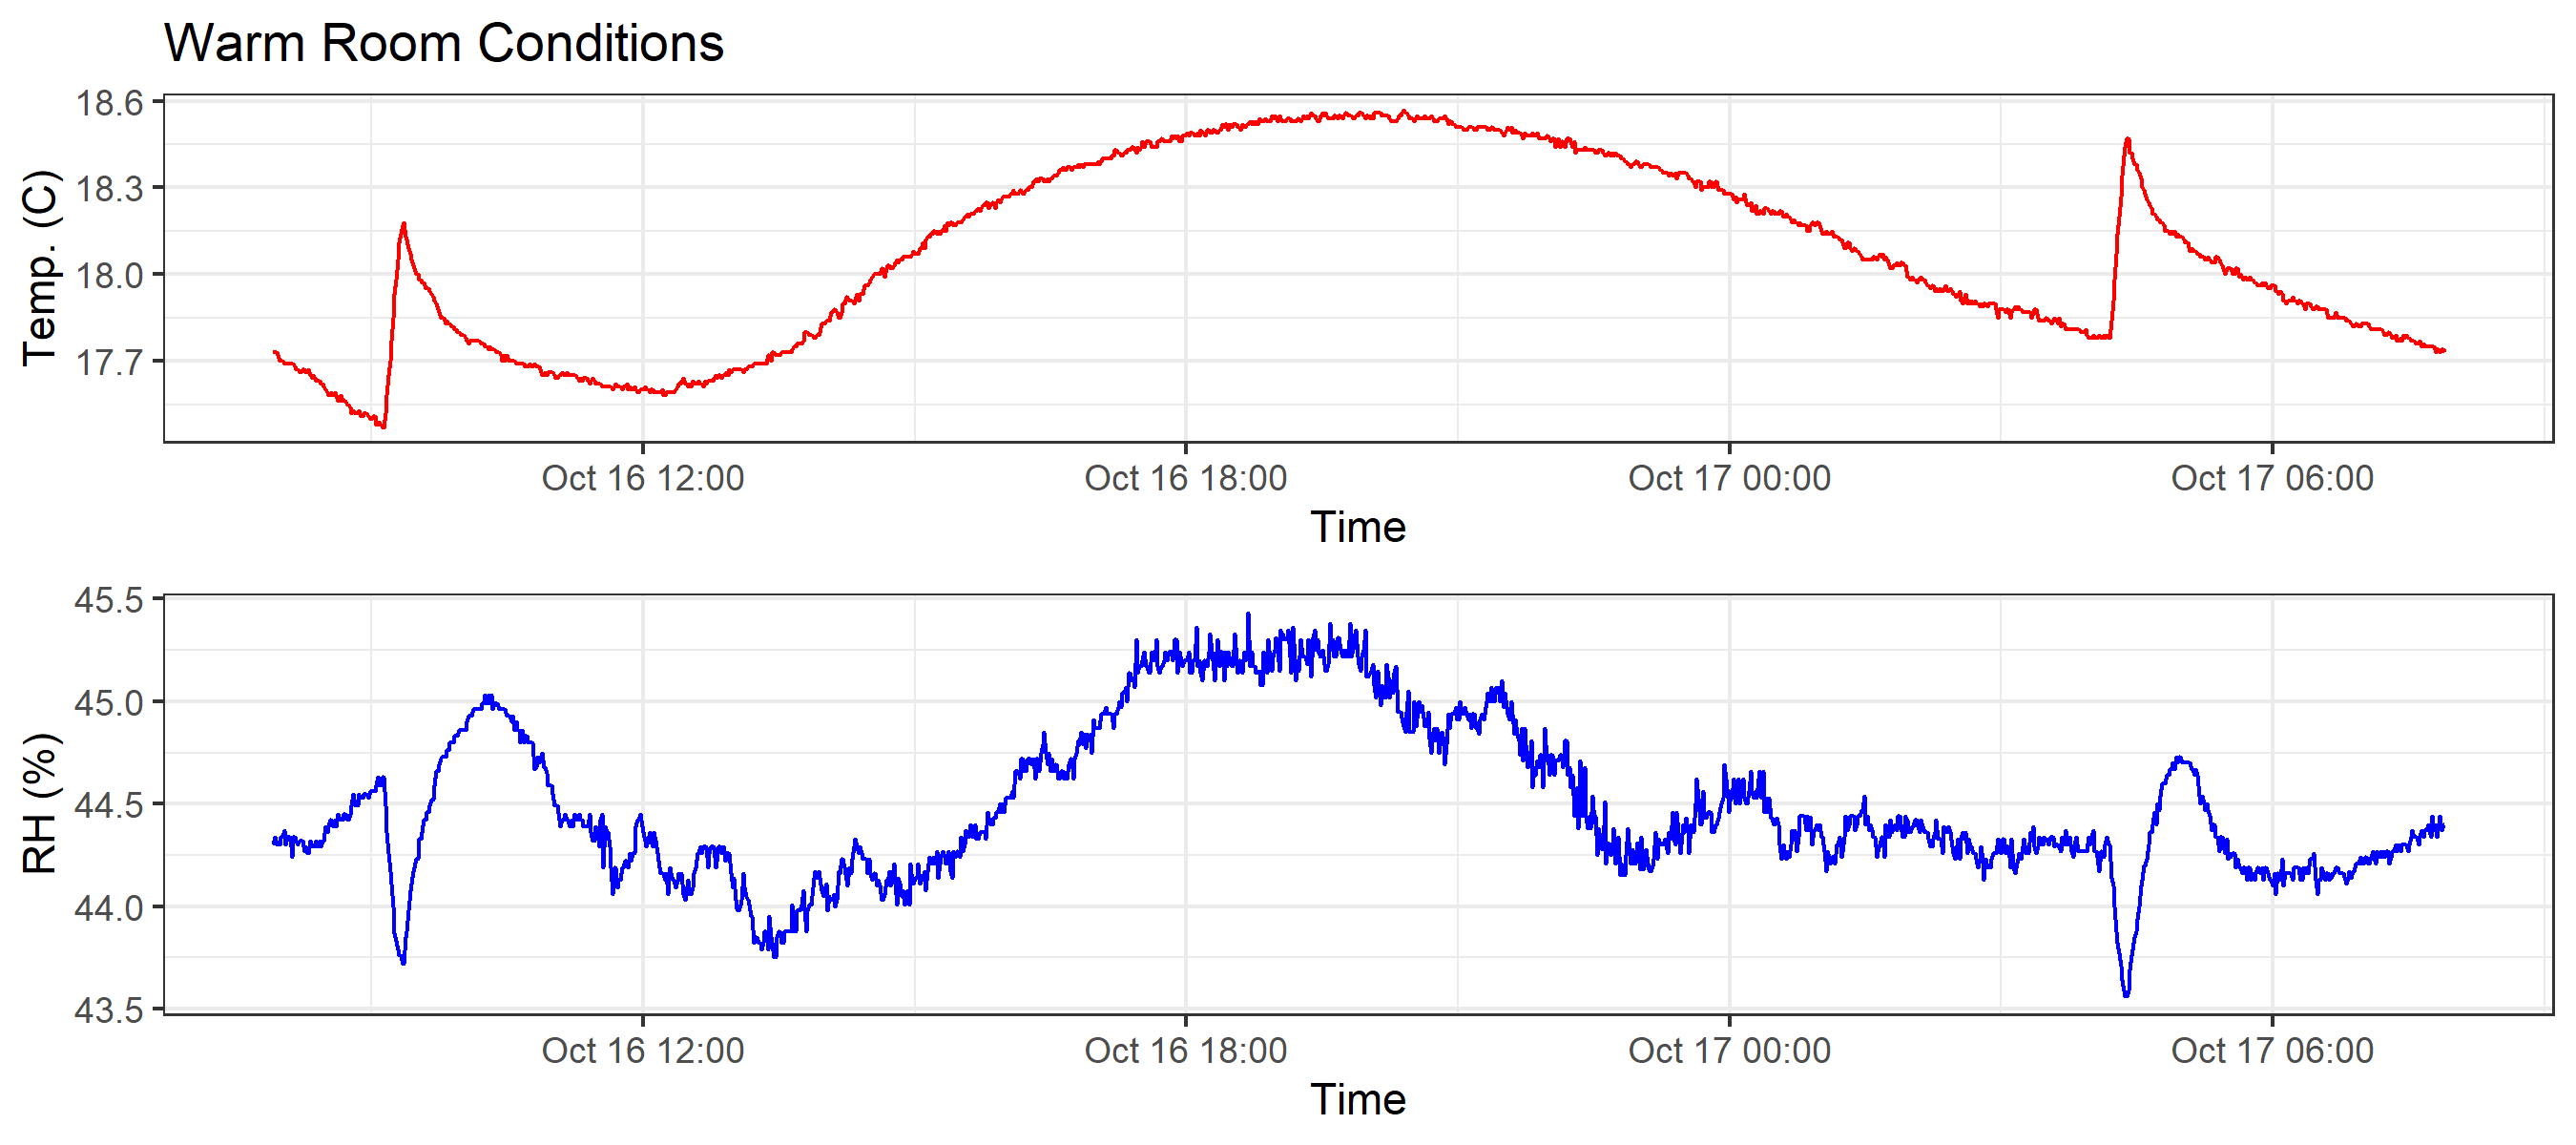 Warm Room Conditions
18.6
18.3
18.0
17.7
Temp. (C)
Oct 16 12:00 Oct 16 18:00 Oct 17 00:00 Oct 17 06:00
Time
45.5
45.0
44.5
44.0
43.5
RH (%)
Oct 16 12:00 Oct 16 18:00 Oct 17 00:00 Oct 17 06:00
Time